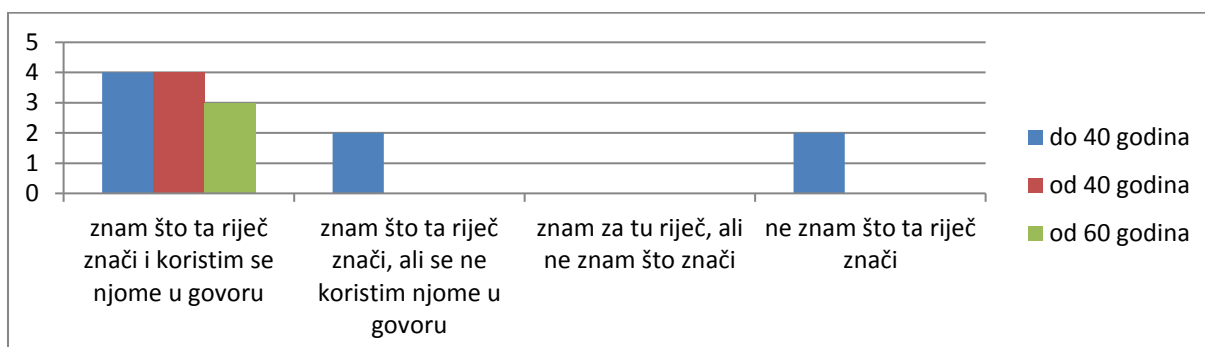 5
4
3
2
1
0
znam što ta riječ
znači i koristim se
njome u govoru
znam što ta riječ
znači, ali se ne
koristim njome u
govoru
znam za tu riječ, ali
ne znam što znači
ne znam što ta riječ
znači
do 40 godina
od 40 godina
od 60 godina